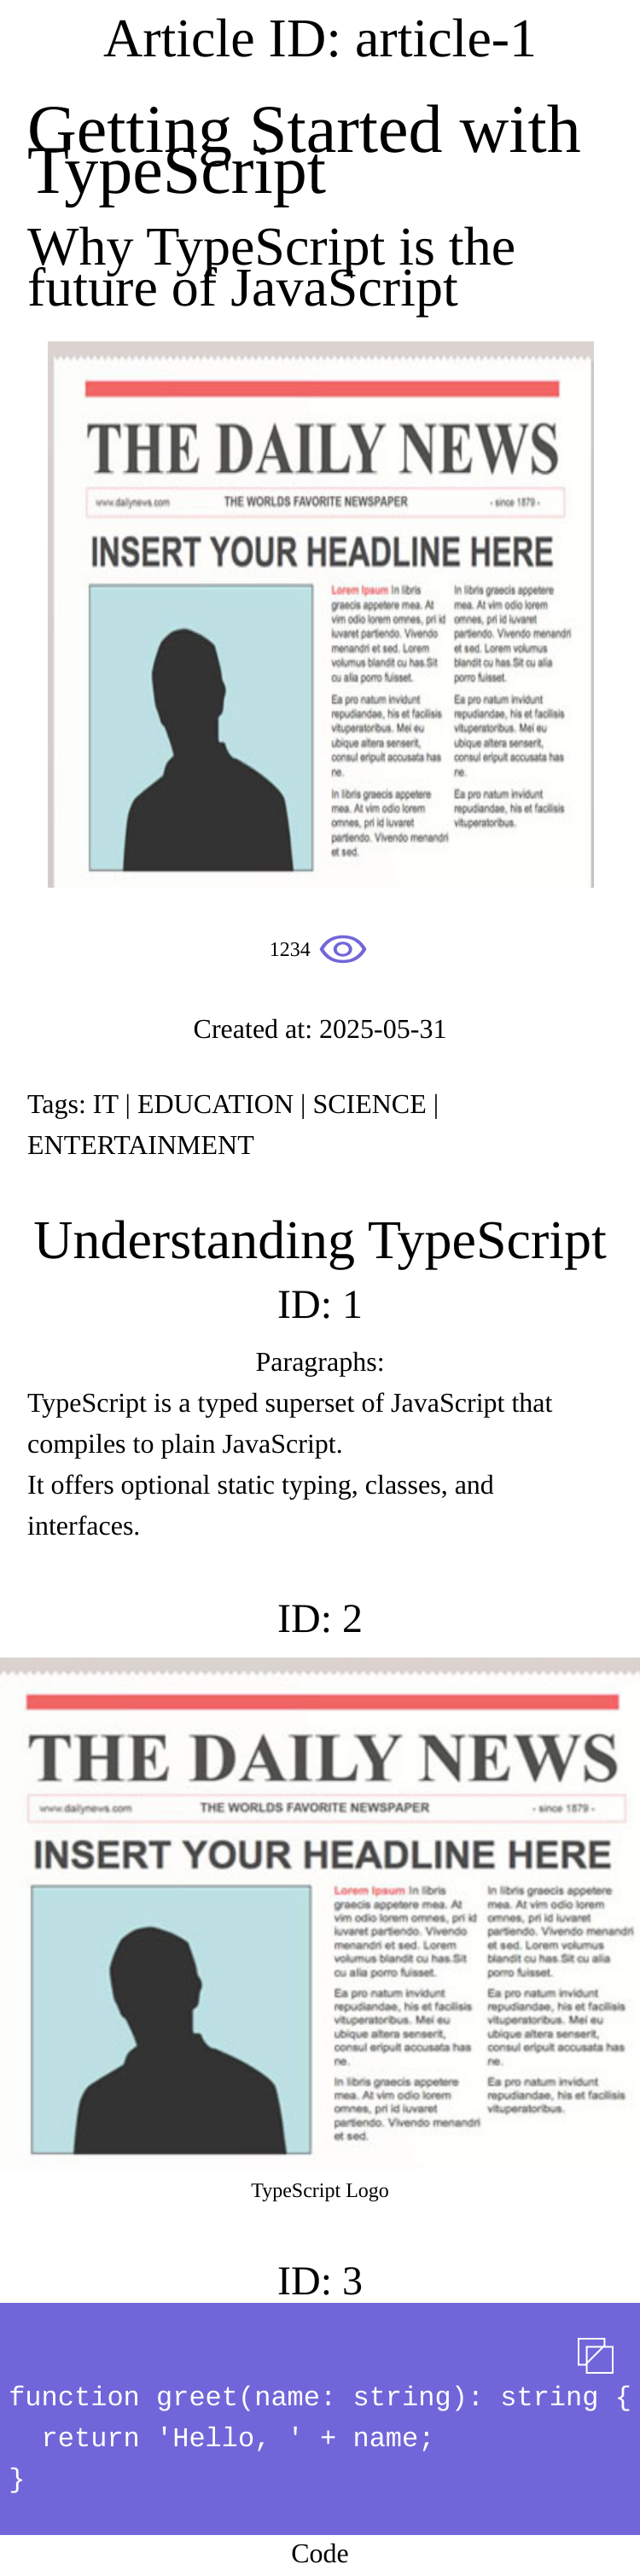 Article ID: article-1
Getting Started with
TypeScript
Why TypeScript is the
future of JavaScript
THE DAILY NEWS
www.dailynews.com THE WORLDS FAVORITE NEWSPAPER - since 1879 -
INSERT YOUR HEADLINE HERE
Lorem Ipsum In libris
graecis appetere mea. At
vim odio lorem omnes, pri id
iuvaret partiendo. Vivendo
menandri et sed. Lorem
volumus blandit cu has.Sit
cu alia porro fuisset.
Ea pro natum invidunt
repudiandae, his et facilisis
vituperatoribus. Mei eu
ubique altera senserit,
consul eripuit accusata has
ne.
In libris graecis appetere
mea. At vim odio lorem
omnes, pri id iuvaret
partiendo. Vivendo menandri
et sed.
In libris graecis appetere
mea. At vim odio lorem
omnes, pri id iuvaret
partiendo. Vivendo menandri
et sed. Lorem volumus
blandit cu has.Sit cu alia
porro fuisset.
Ea pro natum invidunt
repudiandae, his et facilisis
vituperatoribus. Mei eu
ubique altera senserit,
consul eripuit accusata has
ne.
Ea pro natum invidunt
repudiandae, his et facilisis
vituperatoribus.
1234
Created at: 2025-05-31
Tags: IT | EDUCATION | SCIENCE |
ENTERTAINMENT
Understanding TypeScript
ID: 1
Paragraphs:
TypeScript is a typed superset of JavaScript that
compiles to plain JavaScript.
It offers optional static typing, classes, and
interfaces.
ID: 2
THE DAILY NEWS
www.dailynews.com THE WORLDS FAVORITE NEWSPAPER - since 1879 -
INSERT YOUR HEADLINE HERE
Lorem Ipsum In libris
graecis appetere mea. At
vim odio lorem omnes, pri id
iuvaret partiendo. Vivendo
menandri et sed. Lorem
volumus blandit cu has.Sit
cu alia porro fuisset.
Ea pro natum invidunt
repudiandae, his et facilisis
vituperatoribus. Mei eu
ubique altera senserit,
consul eripuit accusata has
ne.
In libris graecis appetere
mea. At vim odio lorem
omnes, pri id iuvaret
partiendo. Vivendo menandri
et sed.
In libris graecis appetere
mea. At vim odio lorem
omnes, pri id iuvaret
partiendo. Vivendo menandri
et sed. Lorem volumus
blandit cu has.Sit cu alia
porro fuisset.
Ea pro natum invidunt
repudiandae, his et facilisis
vituperatoribus. Mei eu
ubique altera senserit,
consul eripuit accusata has
ne.
Ea pro natum invidunt
repudiandae, his et facilisis
vituperatoribus.
TypeScript Logo
ID: 3
function greet(name: string): string {
  return 'Hello, ' + name;
}
Code